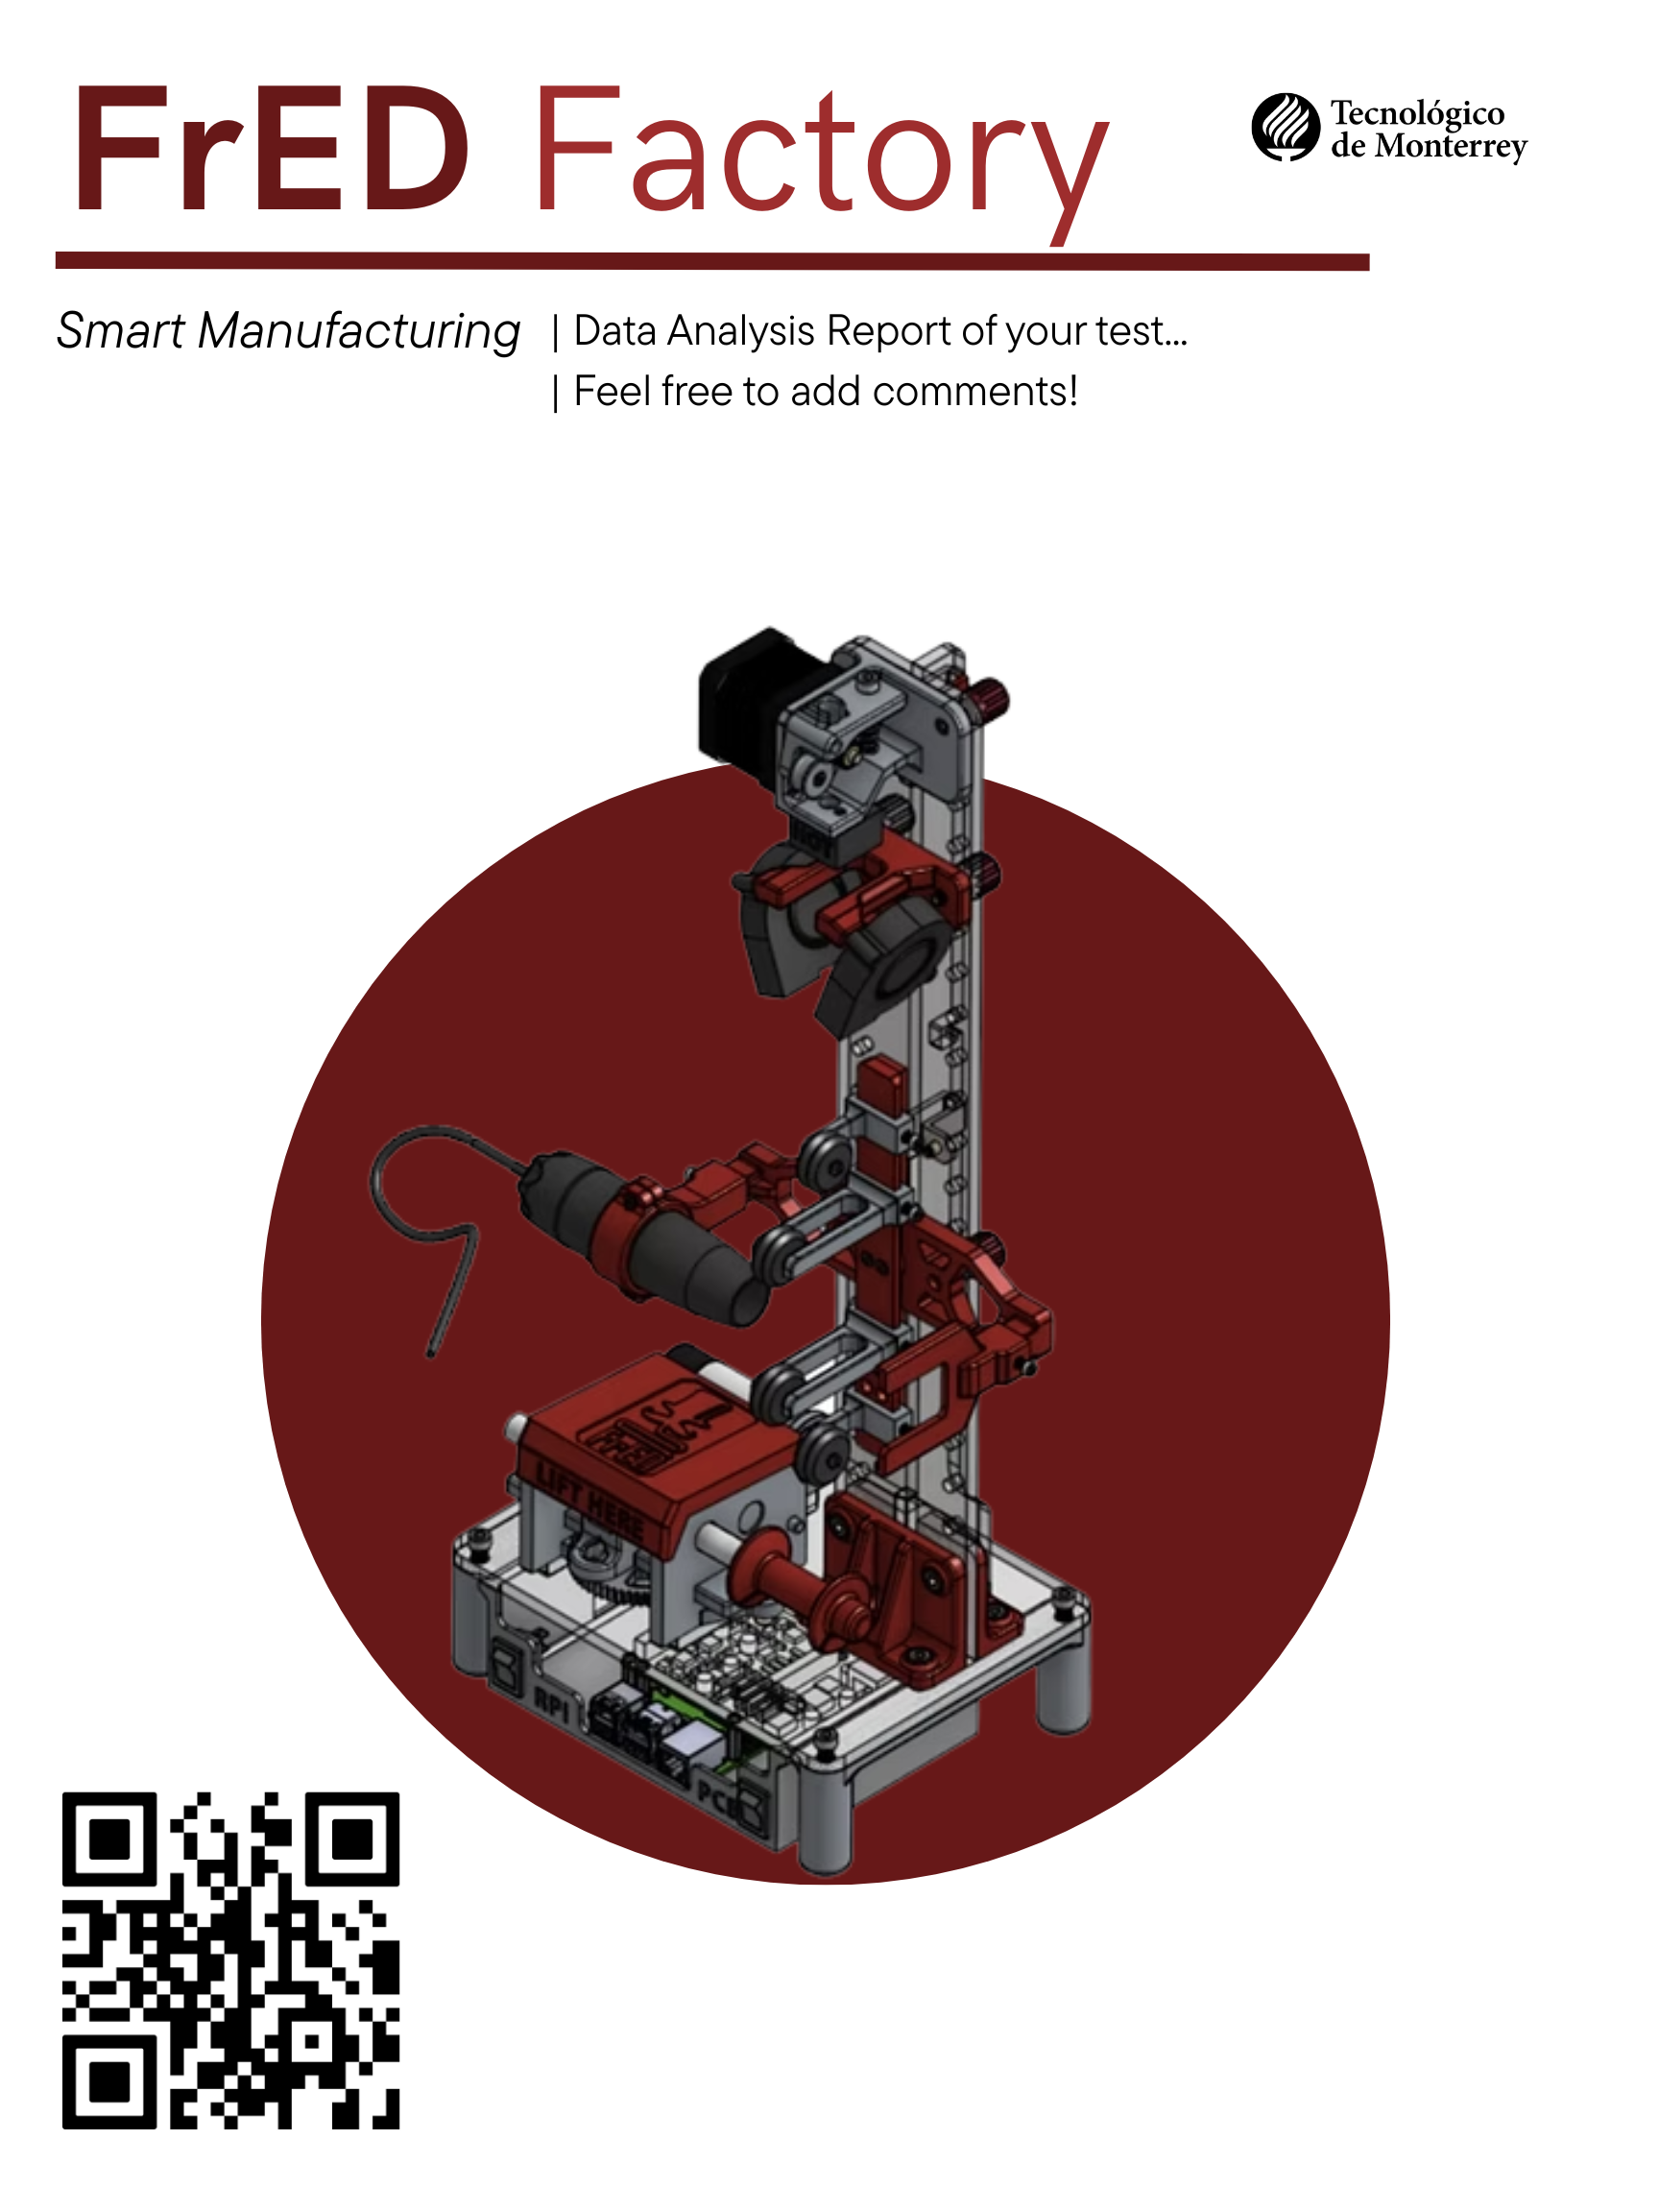 FrED Factory
Tecnológico
de Monterrey
Smart Manufacturing | Data Analysis Report of your test...
| Feel free to add comments!
HOT
FrED
LIFT HERE
RPI
PCB